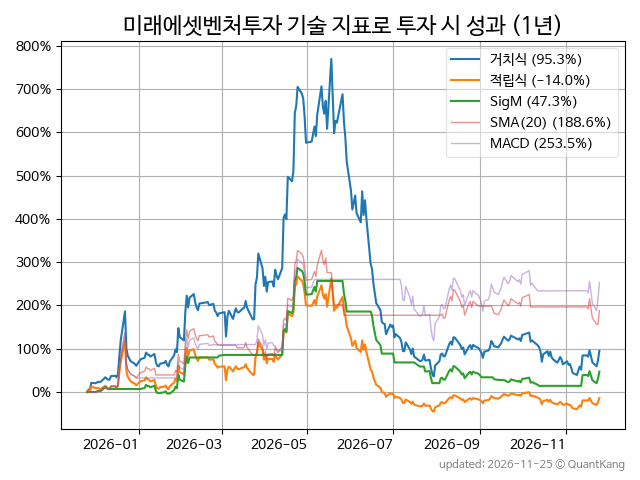 미래에셋벤처투자 기술 지표로 투자 시 성과 (1년)
800%
700%
600%
500%
400%
300%
200%
100%
0%
거치식 (95.3%)
적립식 (−14.0%)
SigM (47.3%)
SMA(20) (188.6%)
MACD (253.5%)
2026-01
2026-03
2026-05
2026-07
2026-09
2026-11
updated: 2026-11-25 © QuantKang